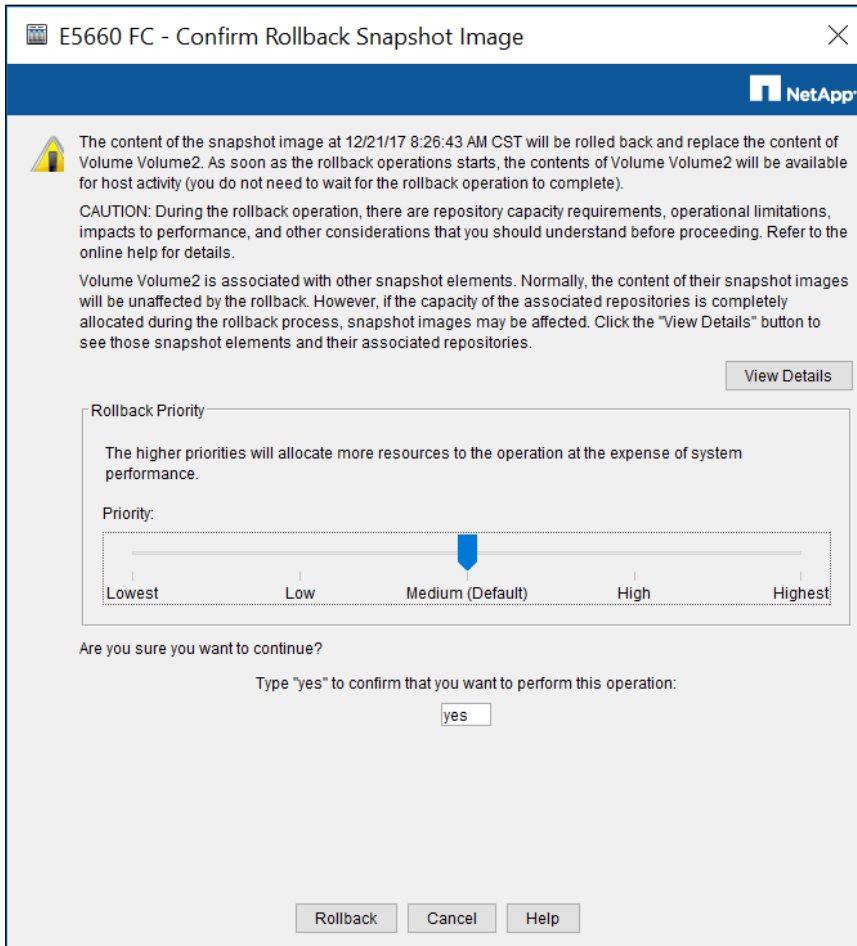 E5660 FC - Confirm Rollback Snapshot Image
NetApp
The content of the snapshot image at 12/21/17 8:26:43 AM CST will be rolled back and replace the content of
Volume Volume2. As soon as the rollback operations starts, the contents of Volume Volume2 will be available
for host activity (you do not need to wait for the rollback operation to complete).
CAUTION: During the rollback operation, there are repository capacity requirements, operational limitations,
impacts to performance, and other considerations that you should understand before proceeding. Refer to the
online help for details.
Volume Volume2 is associated with other snapshot elements. Normally, the content of their snapshot images
will be unaffected by the rollback. However, if the capacity of the associated repositories is completely
allocated during the rollback process, snapshot images may be affected. Click the "View Details" button to
see those snapshot elements and their associated repositories.
View Details
Rollback Priority
The higher priorities will allocate more resources to the operation at the expense of system
performance.
Priority:
Lowest Low Medium (Default) High Highest
Are you sure you want to continue?
Type "yes" to confirm that you want to perform this operation:
yes
Rollback Cancel Help